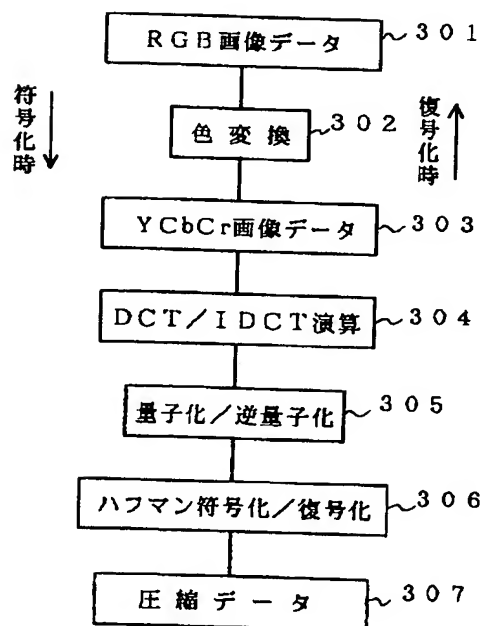 RGB画像データ 301
符号化時
復号化時
色変換 302
YCbCr画像データ 303
DCT/IDCT演算 304
量子化/逆量子化 305
ハフマン符号化/復号化 306
圧縮データ 307